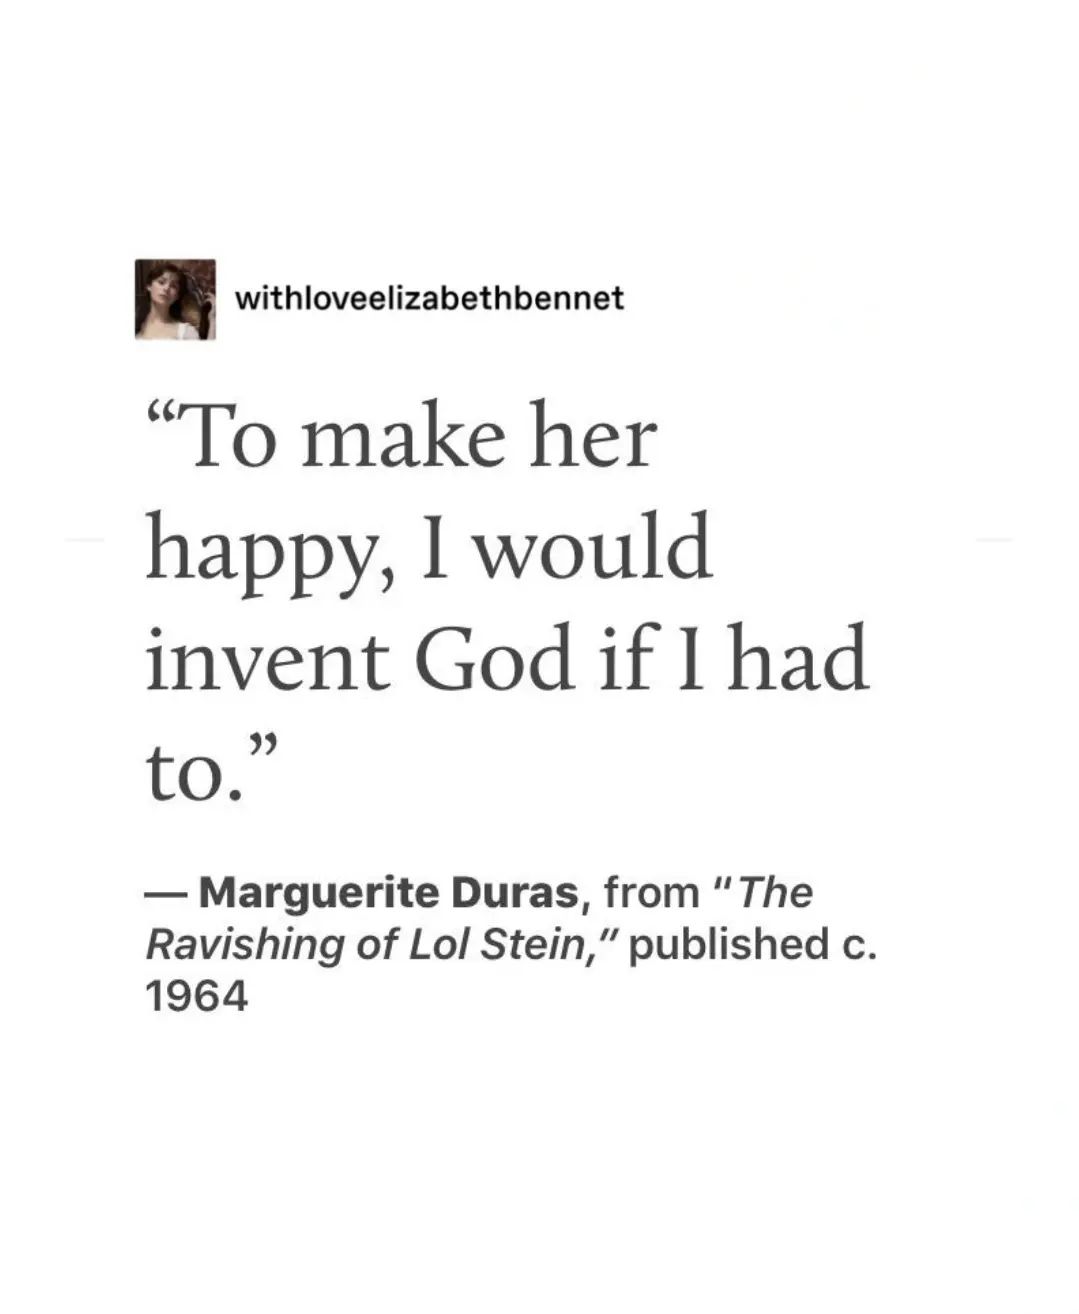 withloveelizabethbennet
“To make her
happy, I would
invent God if I had
to.”
— Marguerite Duras, from "The
Ravishing of Lol Stein," published c.
1964